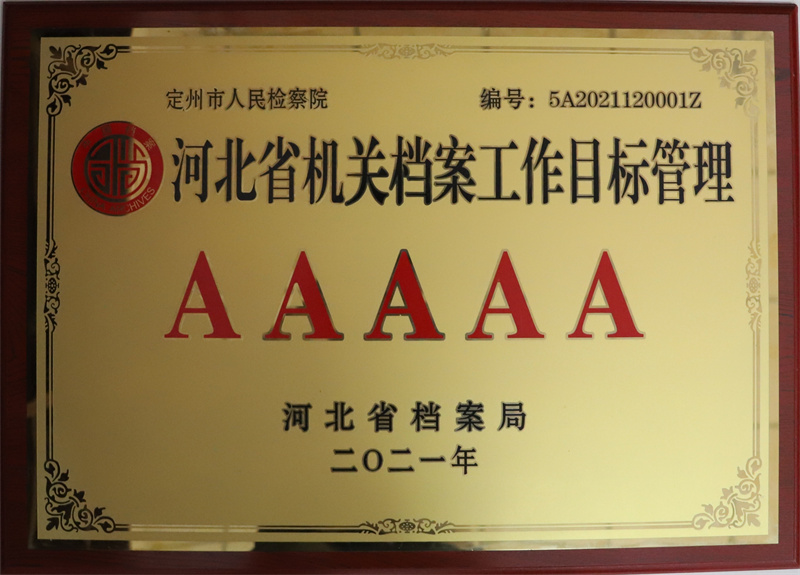 定州市人民检察院 编号：5A2021120001Z
河北省机关档案工作目标管理
AAAAA
河北省档案局
二〇二一年